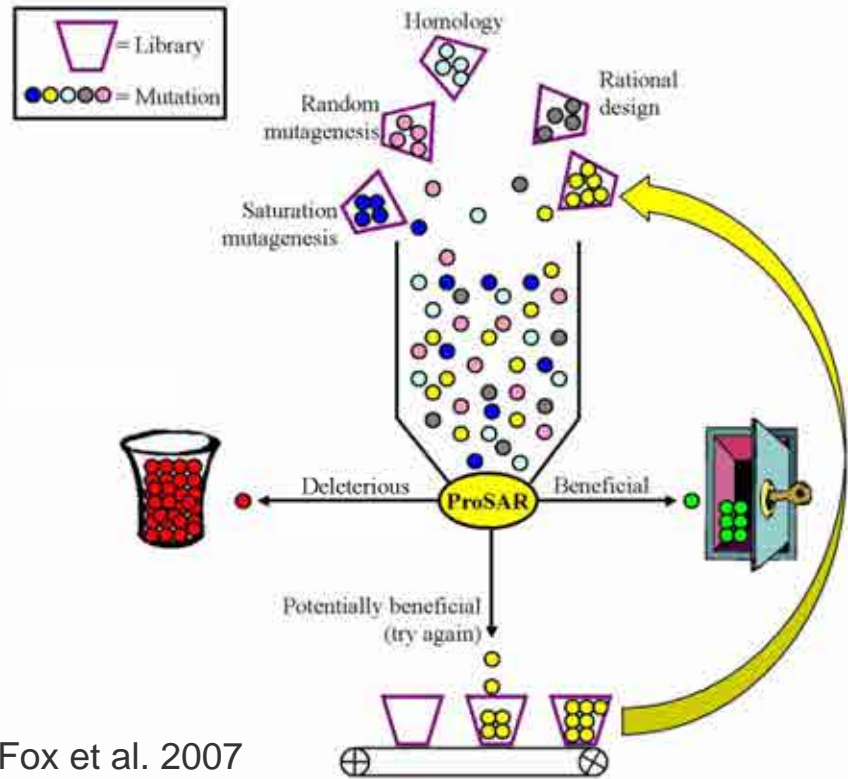 = Library
= Mutation
Homology
Random
mutagenesis
Rational
design
Saturation
mutagenesis
Deleterious
ProSAR
Beneficial
Potentially beneficial
(try again)
Fox et al. 2007